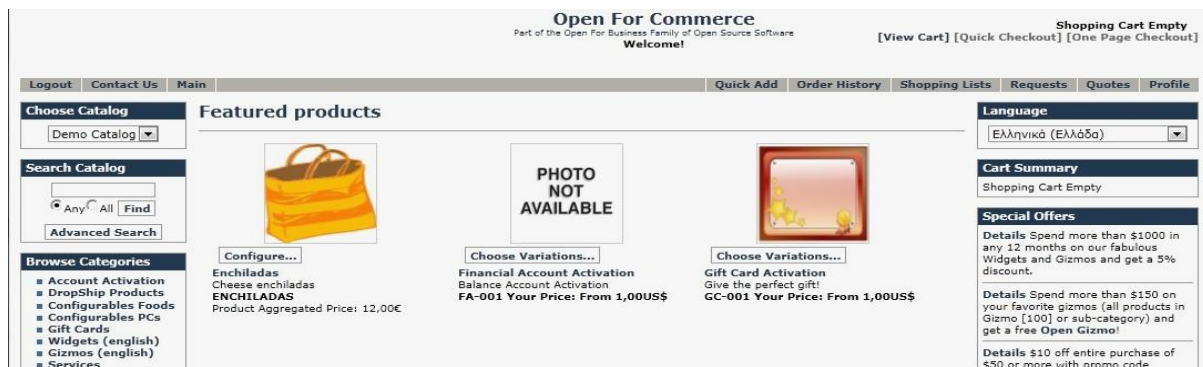 Open For Commerce
Part of the Open For Business Family of Open Source Software
Welcome!
Shopping Cart Empty
[View Cart] [Quick Checkout] [One Page Checkout]
Logout Contact Us Main Quick Add Order History Shopping Lists Requests Quotes Profile
Choose Catalog
Demo Catalog
Search Catalog
Any All Find
Advanced Search
Browse Categories
Account Activation
DropShip Products
Configurables Foods
Configurables PCs
Gift Cards
Widgets (english)
Gizmos (english)
Services
Featured products
Configure...
Enchiladas
Cheese enchiladas
ENCHILADAS
Product Aggregated Price: 12,00€
PHOTO
NOT
AVAILABLE
Choose Variations...
Financial Account Activation
Balance Account Activation
FA-001 Your Price: From 1,00US$
Choose Variations...
Gift Card Activation
Give the perfect gift!
GC-001 Your Price: From 1,00US$
Language
Ελληνικά (Ελλάδα)
Cart Summary
Shopping Cart Empty
Special Offers
Details Spend more than $1000 in
any 12 months on our fabulous
Widgets and Gizmos and get a 5%
discount.
Details Spend more than $150 on
your favorite gizmos (all products in
Gizmo [100] or sub-category) and
get a free Open Gizmo!
Details $10 off entire purchase of
$50 or more with promo code